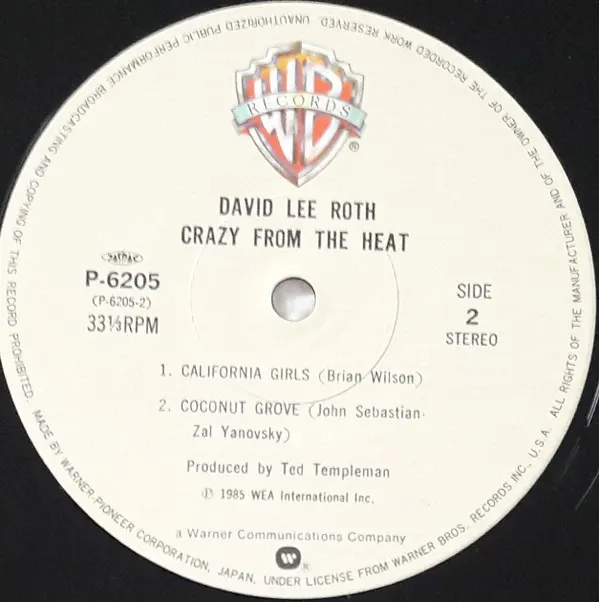 WB
RECORDS
®
DAVID LEE ROTH
CRAZY FROM THE HEAT
P-6205
(P-6205-2)
33⅓RPM
SIDE
2
STEREO
1. CALIFORNIA GIRLS (Brian Wilson)
2. COCONUT GROVE (John Sebastian-
Zal Yanovsky)
Produced by Ted Templeman
℗ 1985 WEA International Inc.
a Warner Communications Company
®
ALL RIGHTS OF THE MANUFACTURER AND OF THE OWNER OF THE RECORDED WORK RESERVED. UNAUTHORIZED PUBLIC PERFORMANCE BROADCASTING AND COPYING OF THIS RECORD PROHIBITED. MADE BY WARNER-PIONEER CORPORATION, JAPAN, UNDER LICENSE FROM WARNER BROS. RECORDS INC., U.S.A.